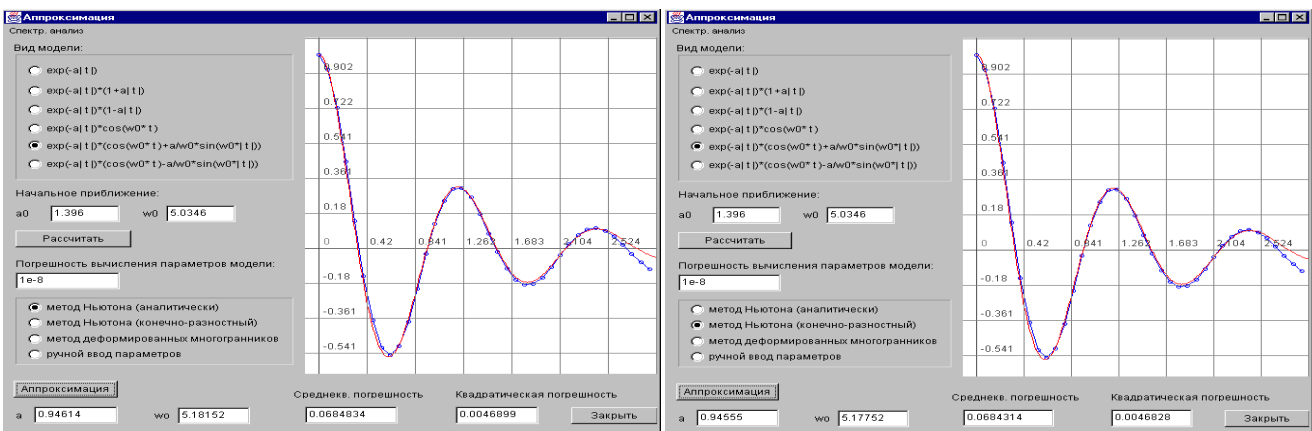 Аппроксимация
Спектр. анализ
Вид модели:
exp(-a| t |)
exp(-a| t |)*(1+a| t |)
exp(-a| t |)*(1-a| t |)
exp(-a| t |)*cos(w0* t )
exp(-a| t |)*(cos(w0* t )+a/w0*sin(w0*| t |))
exp(-a| t |)*(cos(w0* t )-a/w0*sin(w0*| t |))
Начальное приближение:
a0 1.396 w0 5.0346
Рассчитать
Погрешность вычисления параметров модели:
1e-8
метод Ньютона (аналитически)
метод Ньютона (конечно-разностный)
метод деформированных многогранников
ручной ввод параметров
Аппроксимация
a 0.94614 wo 5.18152
0.902
0.722
0.541
0.361
0.18
0 0.42 0.841 1.262 1.683 2.104 2.524
-0.18
-0.361
-0.541
Среднекв. погрешность Квадратическая погрешность
0.0684834 0.0046899 Закрыть
Аппроксимация
Спектр. анализ
Вид модели:
exp(-a| t |)
exp(-a| t |)*(1+a| t |)
exp(-a| t |)*(1-a| t |)
exp(-a| t |)*cos(w0* t )
exp(-a| t |)*(cos(w0* t )+a/w0*sin(w0*| t |))
exp(-a| t |)*(cos(w0* t )-a/w0*sin(w0*| t |))
Начальное приближение:
a0 1.396 w0 5.0346
Рассчитать
Погрешность вычисления параметров модели:
1e-8
метод Ньютона (аналитически)
метод Ньютона (конечно-разностный)
метод деформированных многогранников
ручной ввод параметров
Аппроксимация
a 0.94555 wo 5.17752
0.902
0.722
0.541
0.361
0.18
0 0.42 0.841 1.262 1.683 2.104 2.524
-0.18
-0.361
-0.541
Среднекв. погрешность Квадратическая погрешность
0.0684314 0.0046828 Закрыть